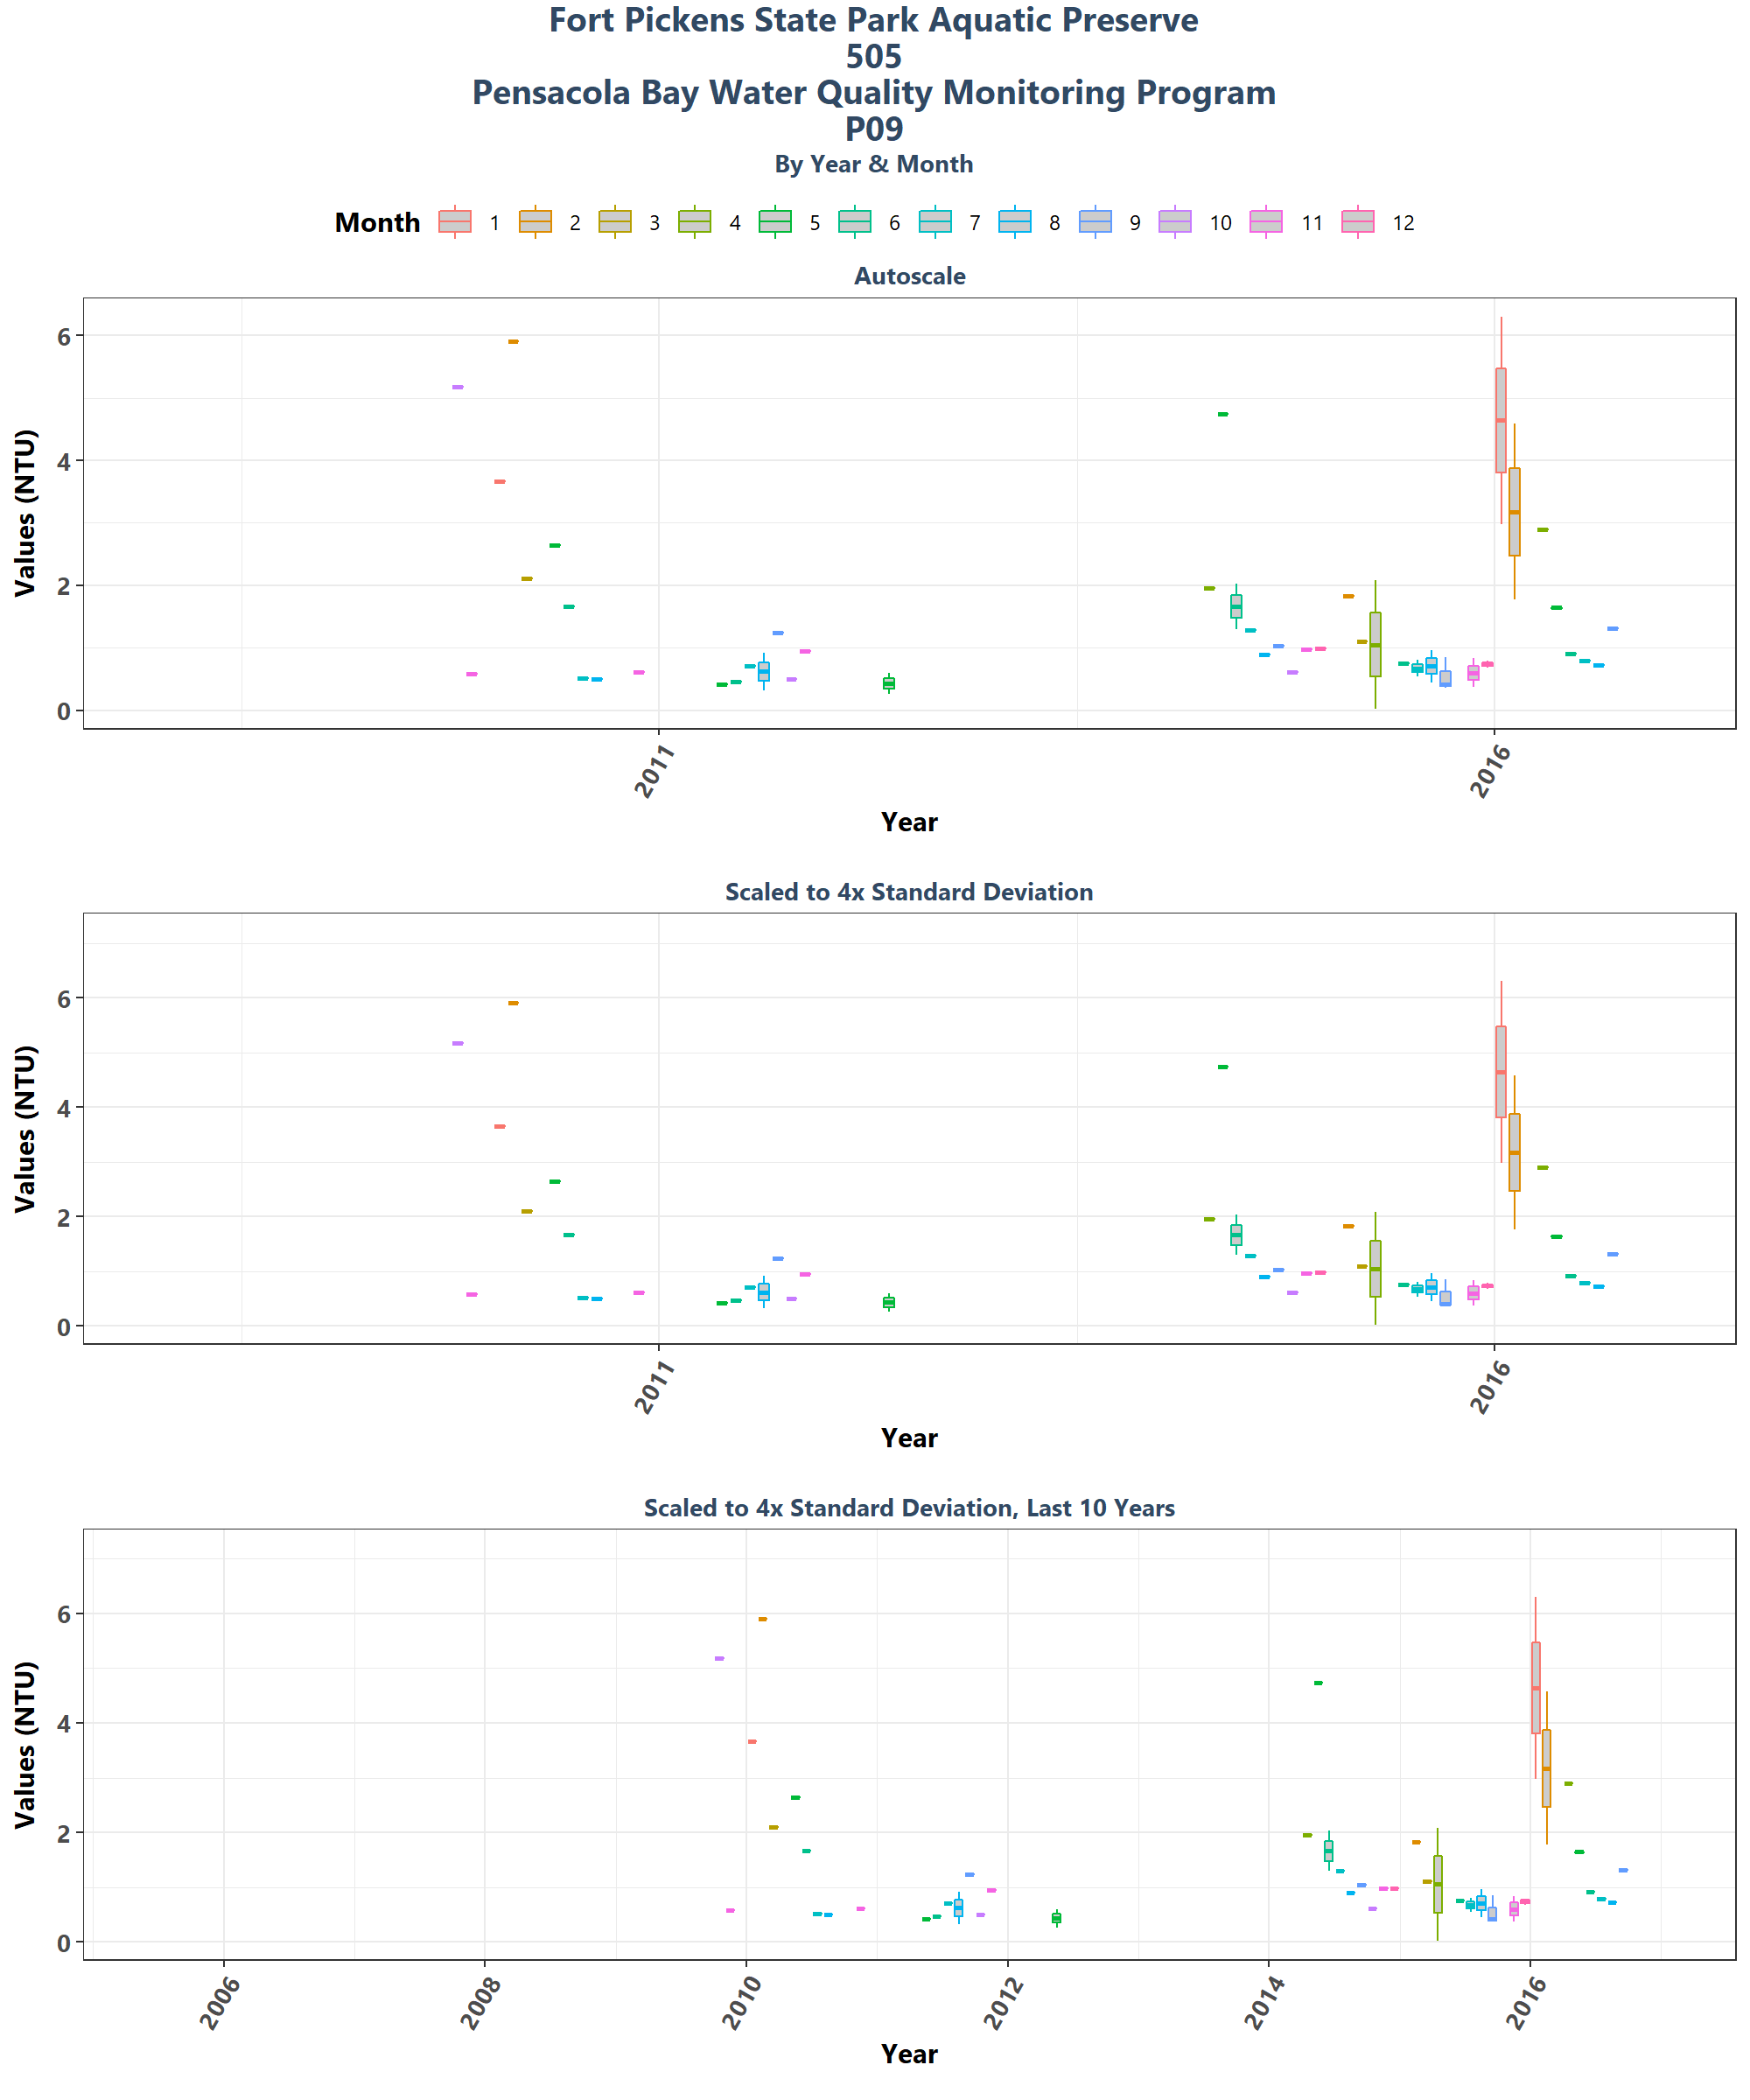 Fort Pickens State Park Aquatic Preserve
505
Pensacola Bay Water Quality Monitoring Program
P09
By Year & Month
Month 1 2 3 4 5 6 7 8 9 10 11 12
Autoscale
Values (NTU)
6
4
2
0
2011 2016
Year
Scaled to 4x Standard Deviation
Values (NTU)
6
4
2
0
2011 2016
Year
Scaled to 4x Standard Deviation, Last 10 Years
Values (NTU)
6
4
2
0
2006 2008 2010 2012 2014 2016
Year